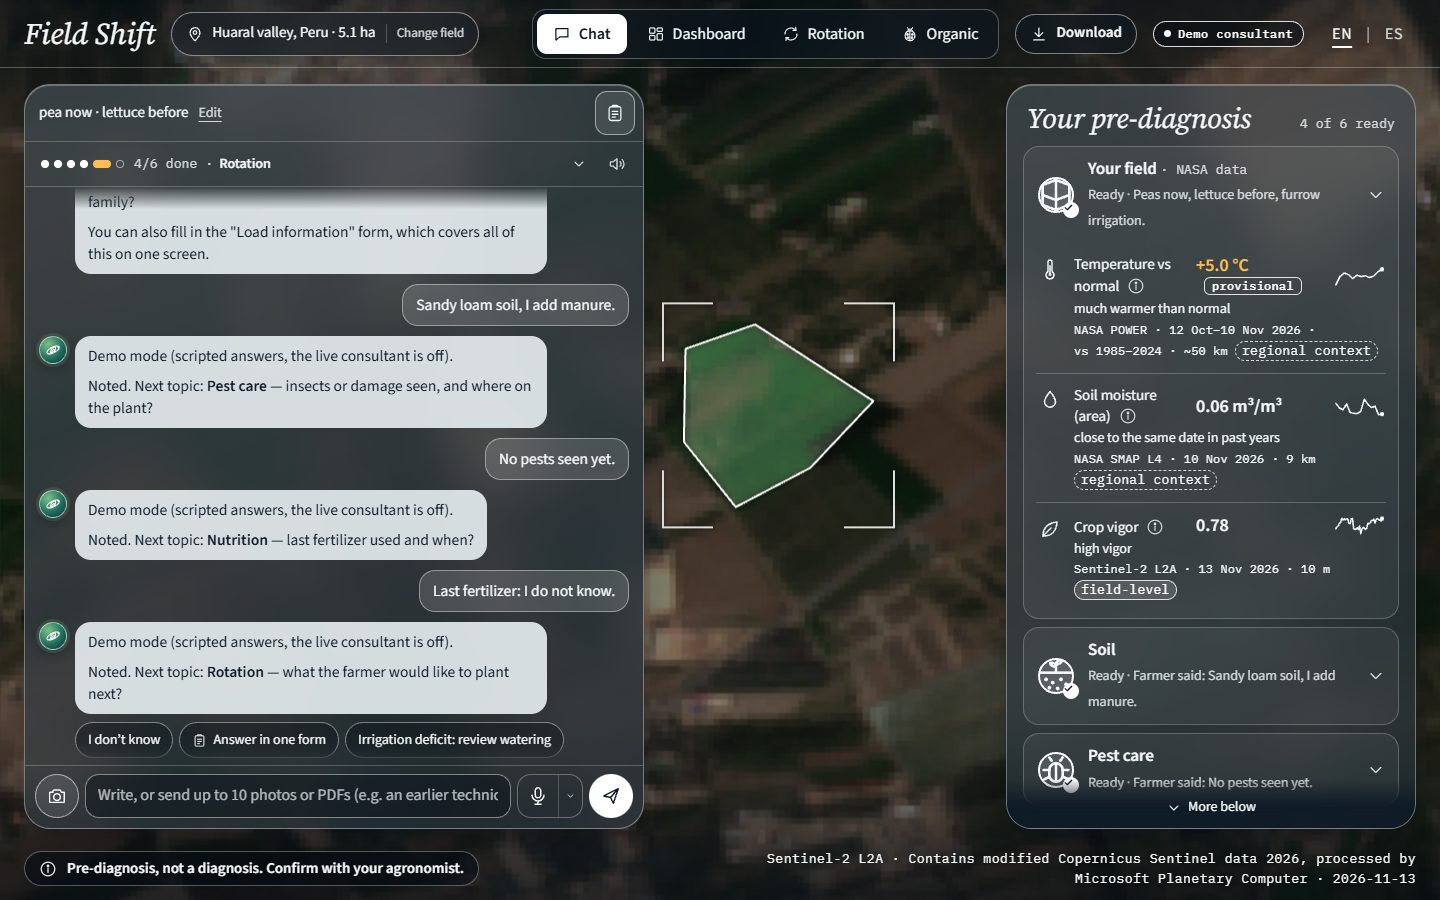 Field Shift
Huaral valley, Peru · 5.1 ha
Change field
Chat
Dashboard
Rotation
Organic
Download
Demo consultant
EN | ES
pea now · lettuce before Edit
4/6 done · Rotation
family?
You can also fill in the "Load information" form, which covers all of
this on one screen.
Sandy loam soil, I add manure.
Demo mode (scripted answers, the live consultant is off).
Noted. Next topic: Pest care — insects or damage seen, and where on
the plant?
No pests seen yet.
Demo mode (scripted answers, the live consultant is off).
Noted. Next topic: Nutrition — last fertilizer used and when?
Last fertilizer: I do not know.
Demo mode (scripted answers, the live consultant is off).
Noted. Next topic: Rotation — what the farmer would like to plant
next?
I don't know
Answer in one form
Irrigation deficit: review watering
Write, or send up to 10 photos or PDFs (e.g. an earlier technic
Pre-diagnosis, not a diagnosis. Confirm with your agronomist.
Your pre-diagnosis
4 of 6 ready
Your field · NASA data
Ready · Peas now, lettuce before, furrow
irrigation.
Temperature vs
normal
+5.0 °C
provisional
much warmer than normal
NASA POWER · 12 Oct–10 Nov 2026 ·
vs 1985–2024 · ~50 km regional context
Soil moisture
(area)
0.06 m³/m³
close to the same date in past years
NASA SMAP L4 · 10 Nov 2026 · 9 km
regional context
Crop vigor
0.78
high vigor
Sentinel-2 L2A · 13 Nov 2026 · 10 m
field-level
Soil
Ready · Farmer said: Sandy loam soil, I add
manure.
Pest care
Ready · Farmer said: No pests seen yet.
More below
Sentinel-2 L2A · Contains modified Copernicus Sentinel data 2026, processed by
Microsoft Planetary Computer · 2026-11-13